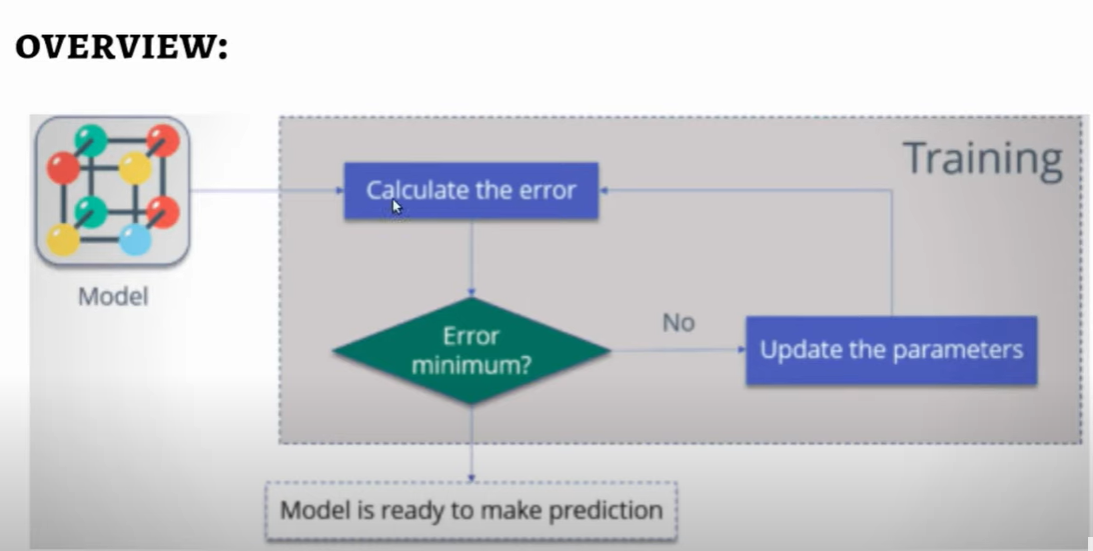 OVERVIEW:
Training
Calculate the error
Model
Error
minimum?
No
Update the parameters
Model is ready to make prediction